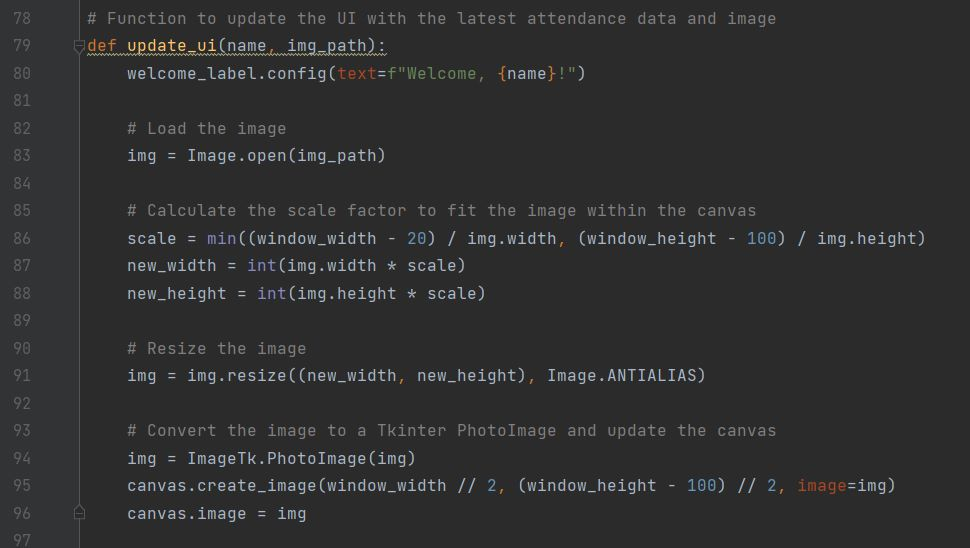 78 # Function to update the UI with the latest attendance data and image
79 def update_ui(name, img_path):
80     welcome_label.config(text=f"Welcome, {name}!")
81
82     # Load the image
83     img = Image.open(img_path)
84
85     # Calculate the scale factor to fit the image within the canvas
86     scale = min((window_width - 20) / img.width, (window_height - 100) / img.height)
87     new_width = int(img.width * scale)
88     new_height = int(img.height * scale)
89
90     # Resize the image
91     img = img.resize((new_width, new_height), Image.ANTIALIAS)
92
93     # Convert the image to a Tkinter PhotoImage and update the canvas
94     img = ImageTk.PhotoImage(img)
95     canvas.create_image(window_width // 2, (window_height - 100) // 2, image=img)
96     canvas.image = img
97